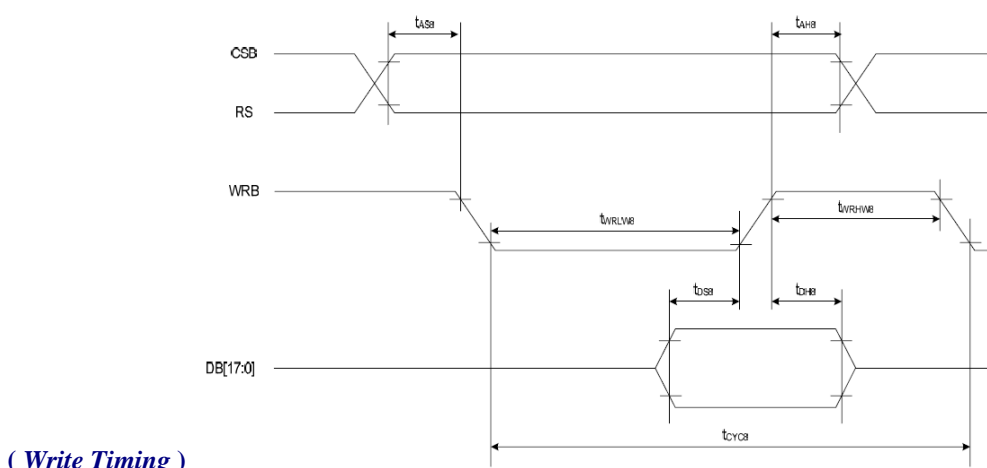 tAS8
tAH8
CSB
RS
WRB
tWRLW8
tWRHW8
tDS8
tDH8
DB[17:0]
tCYC8
( Write Timing )